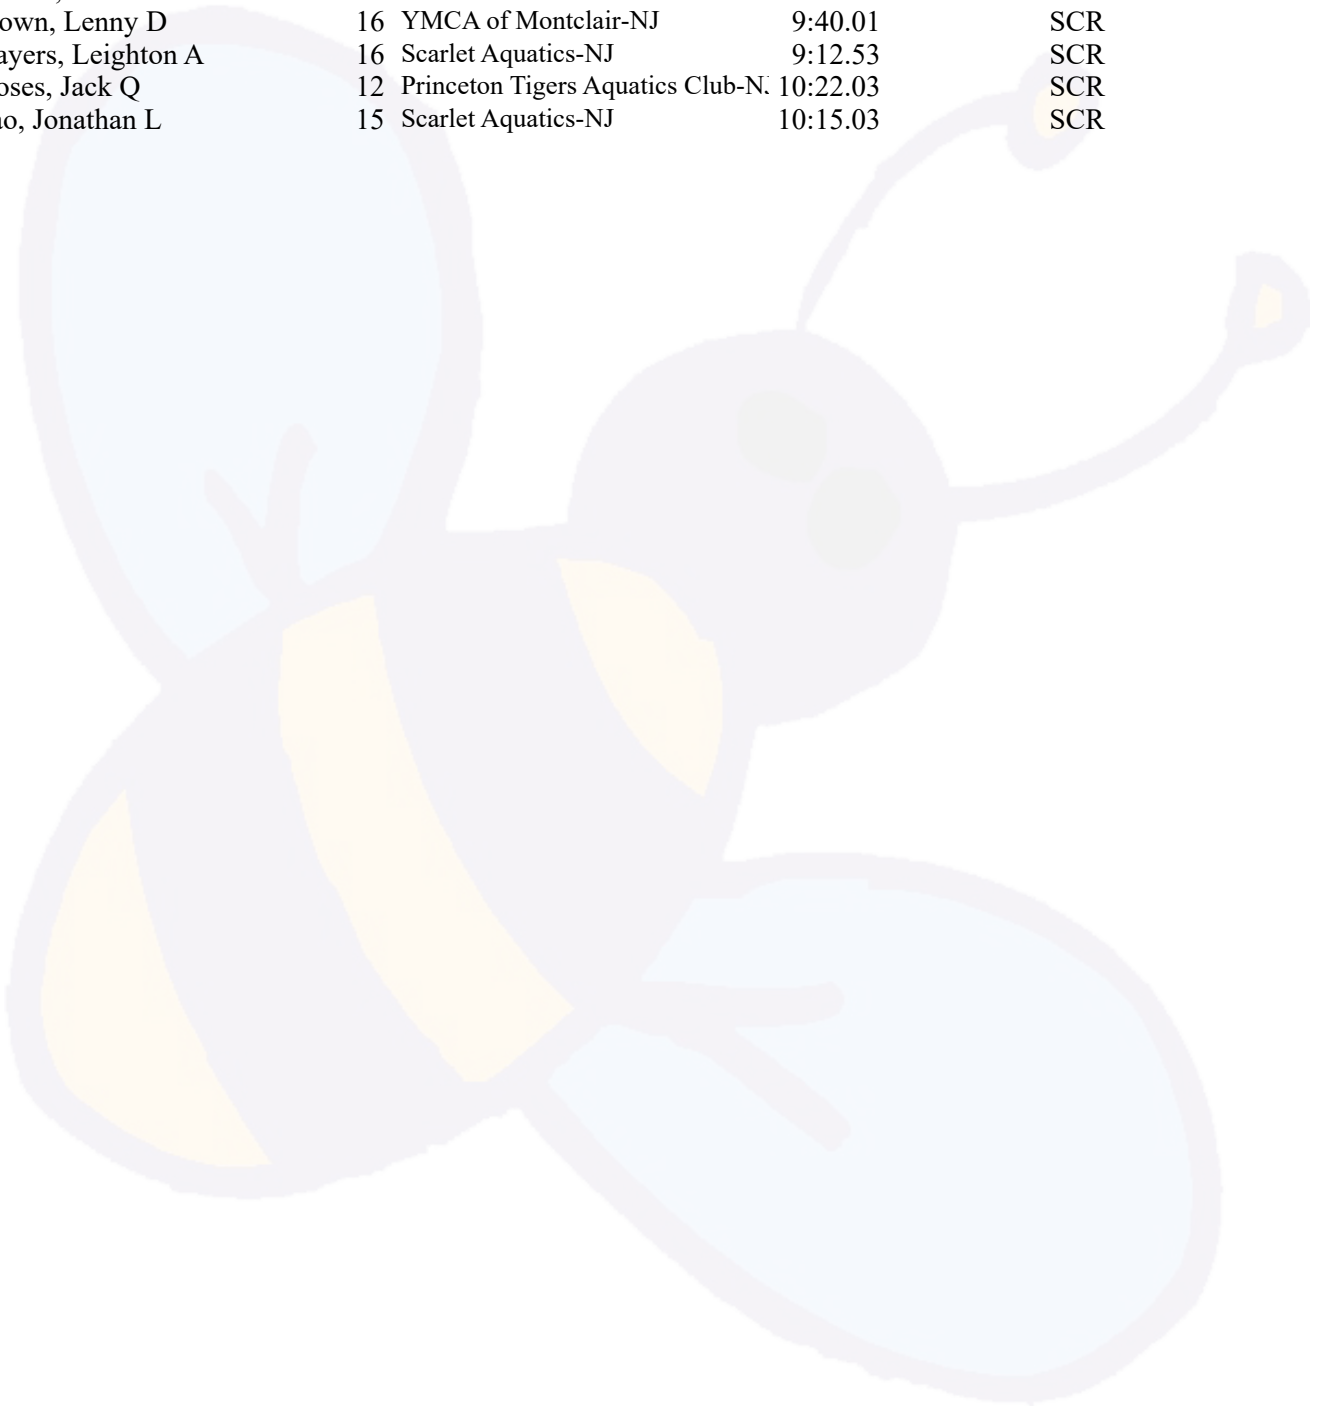 own, Lenny D 16 YMCA of Montclair-NJ 9:40.01 SCR
ayers, Leighton A 16 Scarlet Aquatics-NJ 9:12.53 SCR
oses, Jack Q 12 Princeton Tigers Aquatics Club-N 10:22.03 SCR
ao, Jonathan L 15 Scarlet Aquatics-NJ 10:15.03 SCR